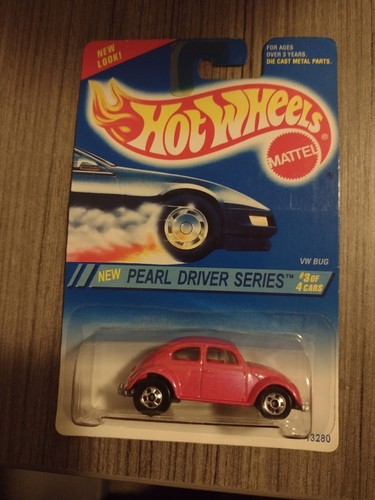 NEW
LOOK!
FOR AGES
OVER 3 YEARS.
DIE CAST METAL PARTS.
HOT WHEELS
MATTEL
VW BUG
NEW PEARL DRIVER SERIES™ #3 OF
4 CARS
13280